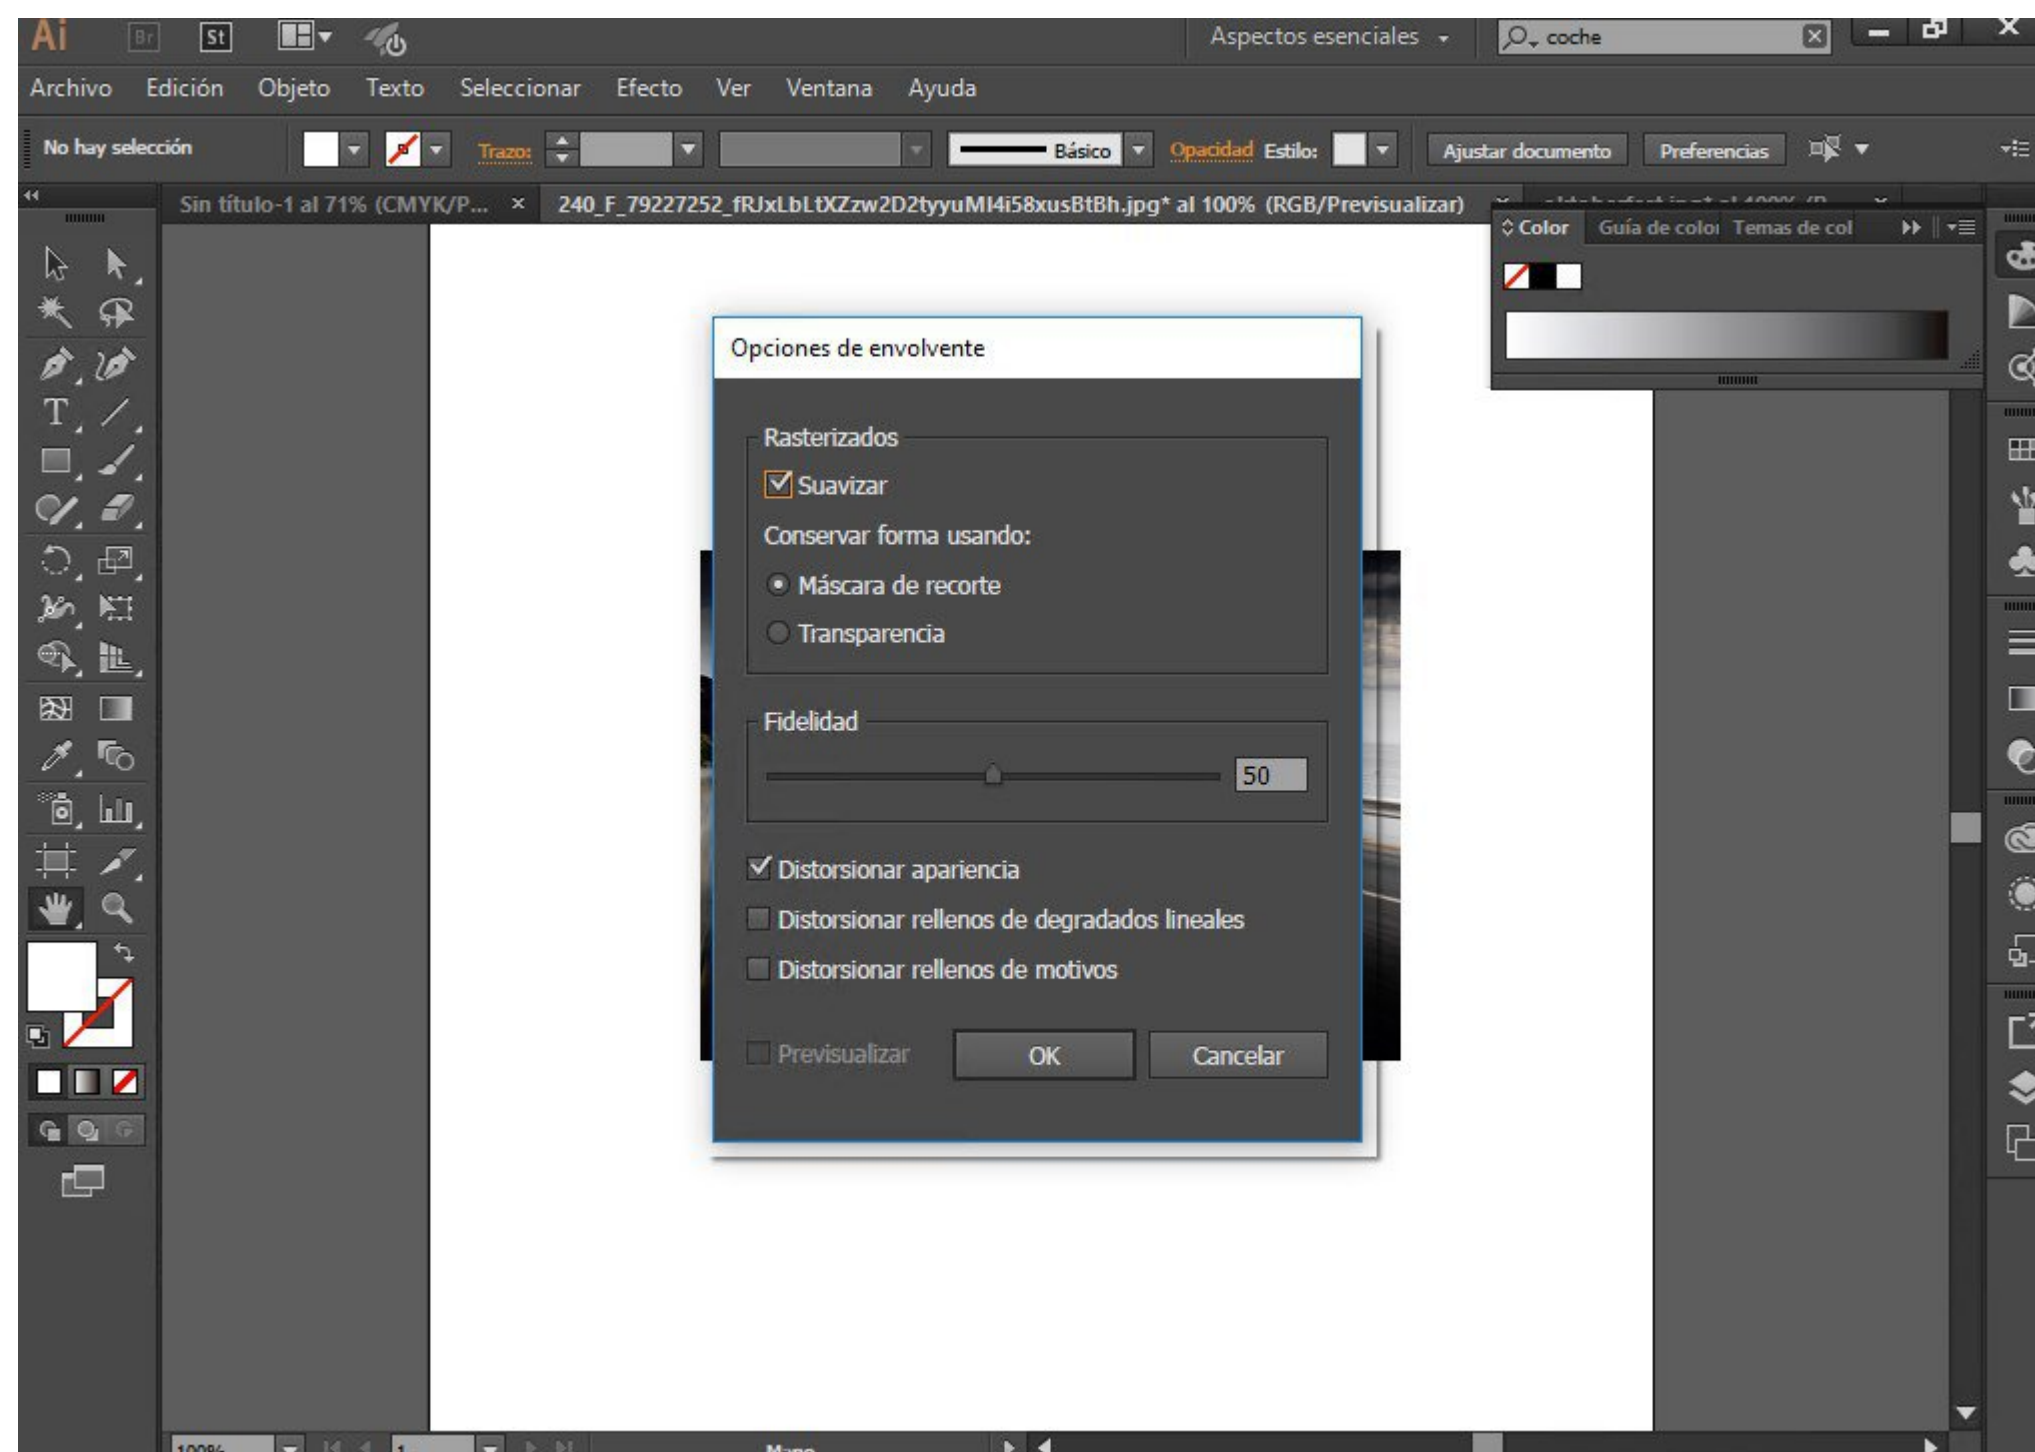 Ai Br St Aspectos esenciales coche
Archivo Edición Objeto Texto Seleccionar Efecto Ver Ventana Ayuda
No hay selección Trazo: Básico Opacidad Estilo: Ajustar documento Preferencias
Sin título-1 al 71% (CMYK/P... × 240_F_79227252_fRJxLbLtXZzw2D2tyyuMI4i58xusBtBh.jpg* al 100% (RGB/Previsualizar)
Color Guía de color Temas de col
Opciones de envolvente
Rasterizados
Suavizar
Conservar forma usando:
Máscara de recorte
Transparencia
Fidelidad
50
Distorsionar apariencia
Distorsionar rellenos de degradados lineales
Distorsionar rellenos de motivos
Previsualizar OK Cancelar
100% 1 Mano